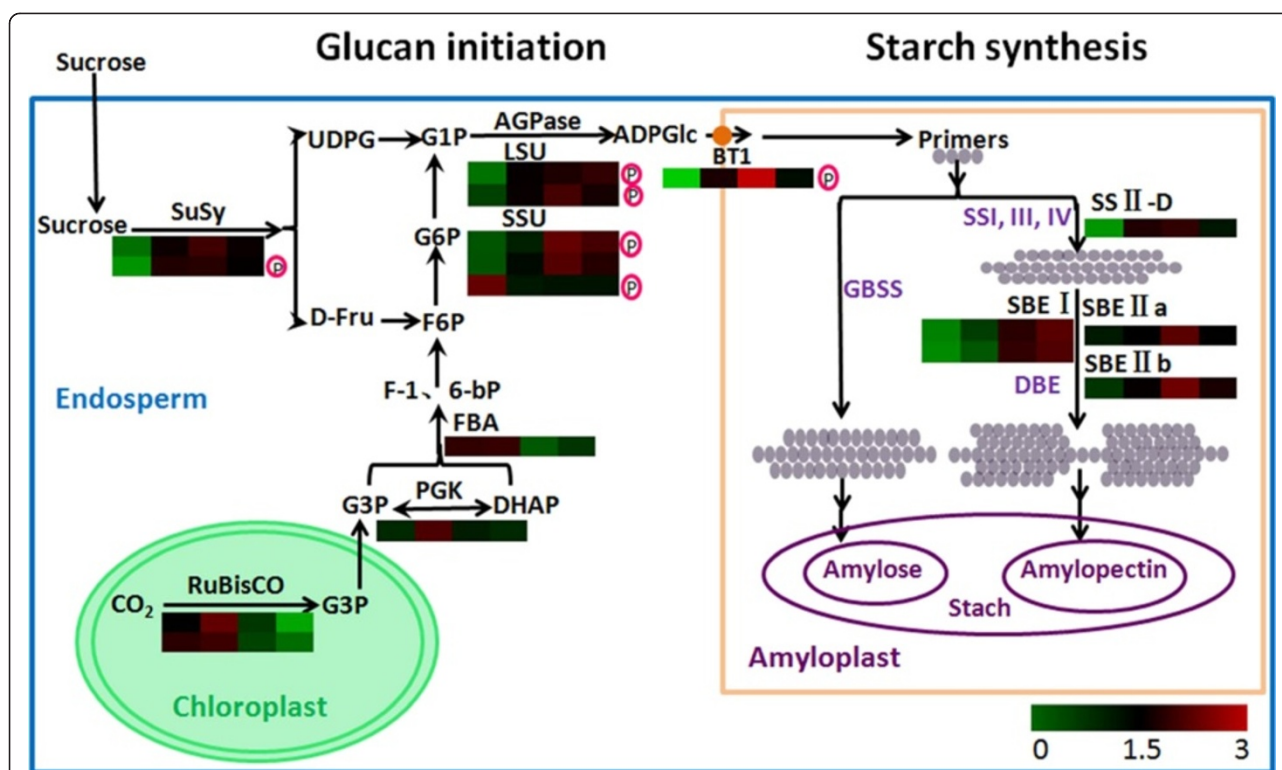 Glucan initiation
Starch synthesis
Sucrose
UDPG
G1P
AGPase
ADPGlc
BT1
P
Primers
LSU
P
P
SSU
P
P
Sucrose
SuSy
P
G6P
D-Fru
F6P
F-1、6-bP
FBA
G3P
PGK
DHAP
Endosperm
CO2
RuBisCO
G3P
Chloroplast
SSI, III, IV
SS Ⅱ-D
GBSS
SBE Ⅰ
SBE Ⅱ a
SBE Ⅱ b
DBE
Amylose
Amylopectin
Stach
Amyloplast
0 1.5 3